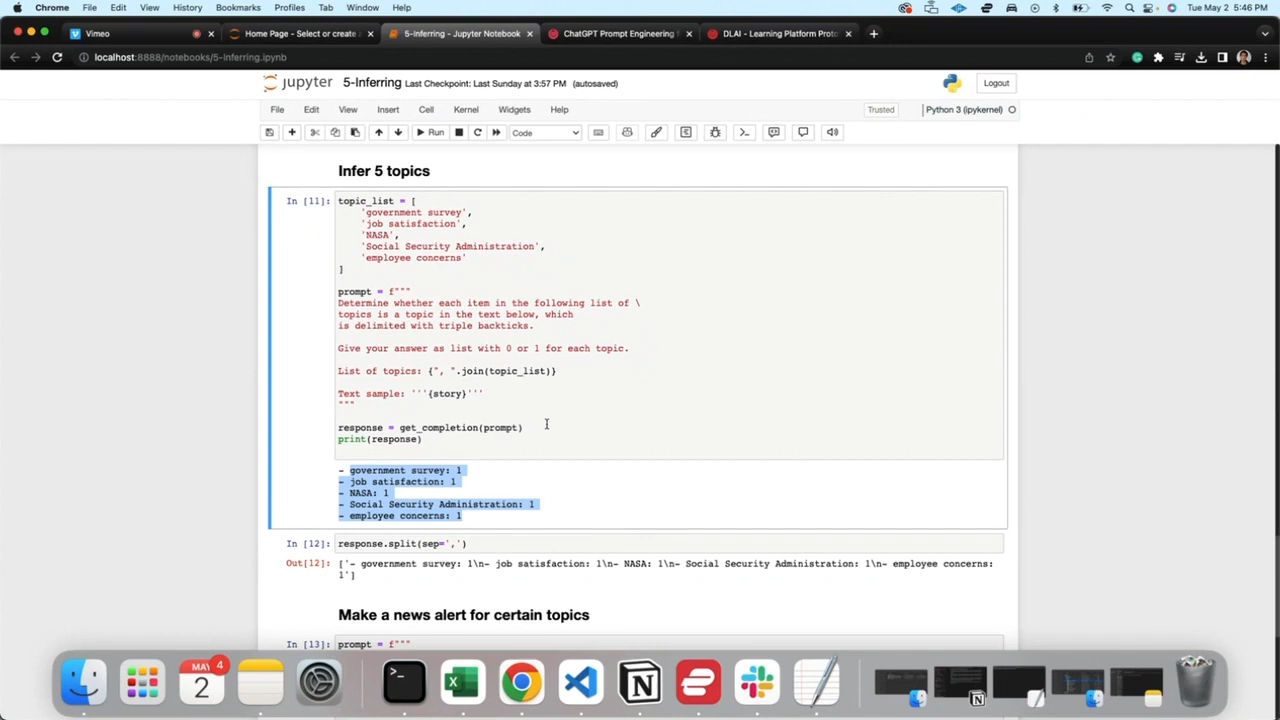 Chrome File Edit View History Bookmarks Profiles Tab Window Help Tue May 2 5:46 PM
Vimeo Home Page - Select or create 5-Inferring - Jupyter Notebook ChatGPT Prompt Engineering DLAI - Learning Platform Proto
localhost:8888/notebooks/5-Inferring.ipynb
jupyter 5-Inferring Last Checkpoint: Last Sunday at 3:57 PM (autosaved) Logout
File Edit View Insert Cell Kernel Widgets Help Trusted Python 3 (ipykernel)
Run Code
Infer 5 topics
In [11]: topic_list = [
'government survey',
'job satisfaction',
'NASA',
'Social Security Administration',
'employee concerns'
]
prompt = f"""
Determine whether each item in the following list of \
topics is a topic in the text below, which
is delimited with triple backticks.
Give your answer as list with 0 or 1 for each topic.
List of topics: {", ".join(topic_list)}
Text sample: '''{story}'''
"""
response = get_completion(prompt)
print(response)
- government survey: 1
- job satisfaction: 1
- NASA: 1
- Social Security Administration: 1
- employee concerns: 1
In [12]: response.split(sep=',')
Out[12]: ['- government survey: 1\n- job satisfaction: 1\n- NASA: 1\n- Social Security Administration: 1\n- employee concerns:
1']
Make a news alert for certain topics
In [13]: prompt = f"""
MAY 4
2